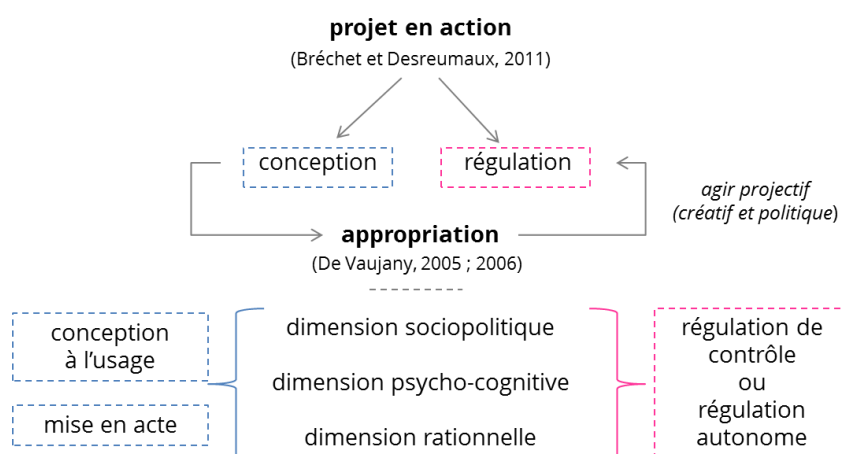 projet en action
(Bréchet et Desreumaux, 2011)
conception
régulation
agir projectif
(créatif et politique)
appropriation
(De Vaujany, 2005 ; 2006)
conception
à l’usage
mise en acte
dimension sociopolitique
dimension psycho-cognitive
dimension rationnelle
régulation de
contrôle
ou
régulation
autonome